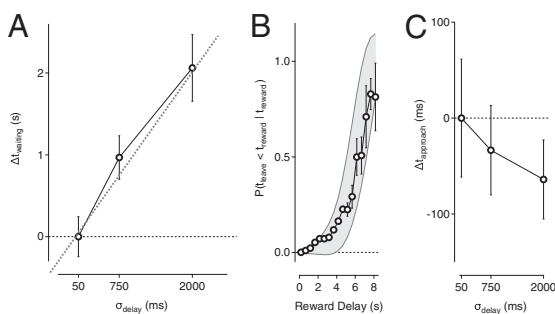 A
Δt_waiting (s)
2
1
0
50 750 2000
σ_delay (ms)
B
P(t_leave < t_reward | t_reward)
1.0
0.5
0.0
0 2 4 6 8
Reward Delay (s)
C
Δt_approach (ms)
100
0
-100
50 750 2000
σ_delay (ms)